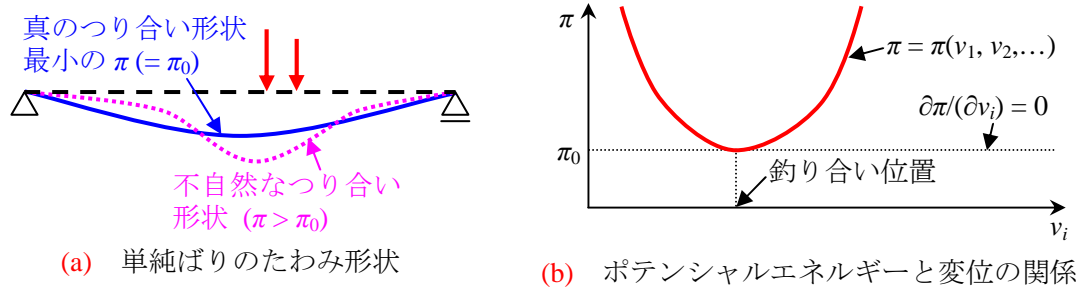 真のつり合い形状
最小の π (= π₀)
不自然なつり合い
形状 (π > π₀)
(a) 単純ばりのたわみ形状
π
π = π(v₁, v₂,…)
∂π/(∂vᵢ) = 0
π₀
釣り合い位置
vᵢ
(b) ポテンシャルエネルギーと変位の関係